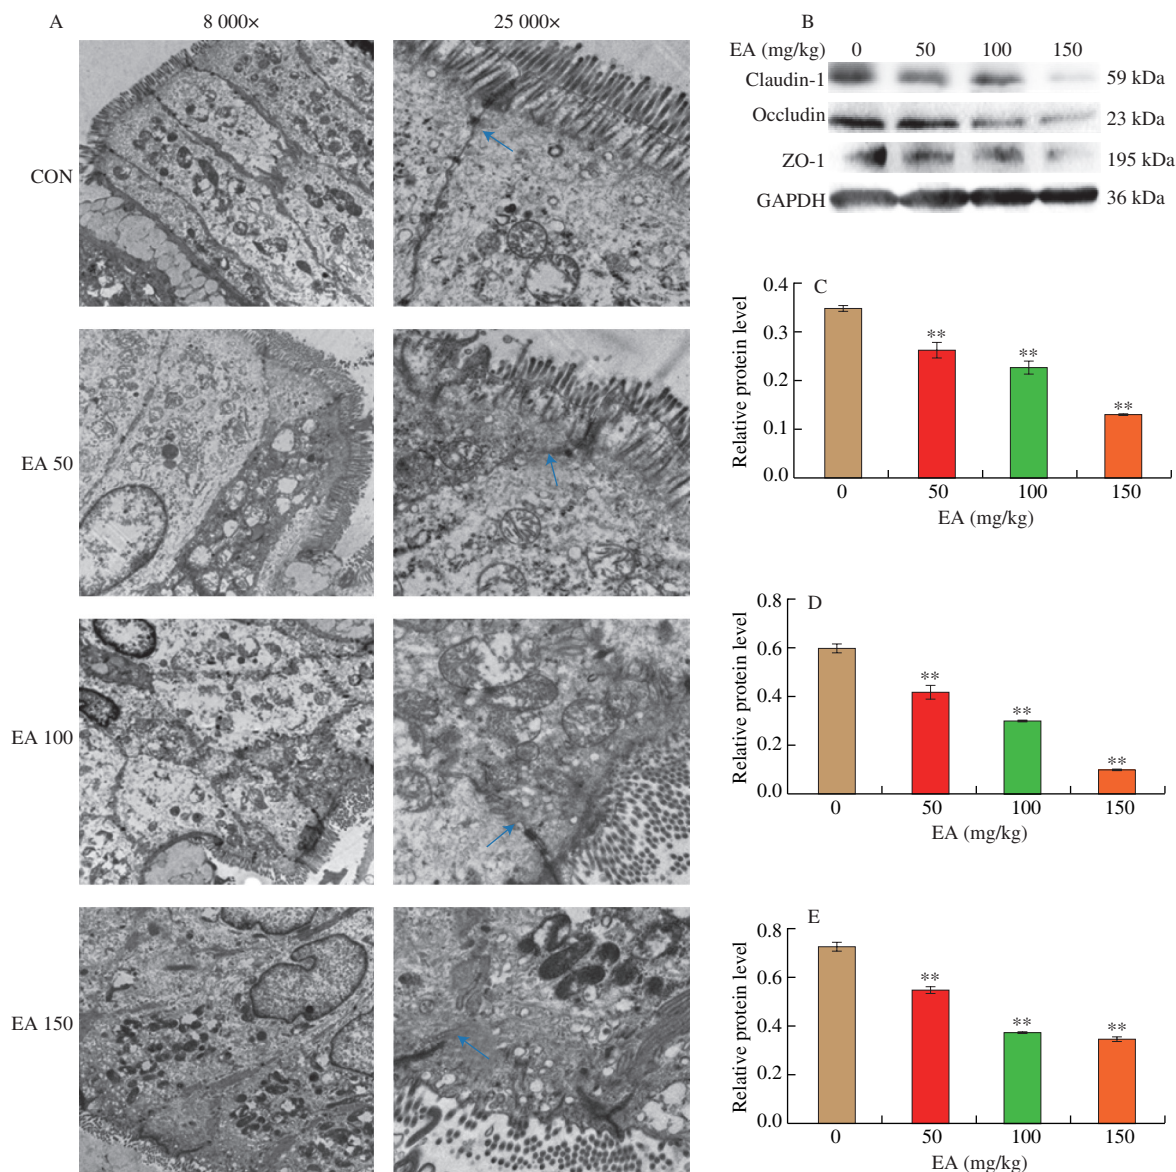 A
8 000×
25 000×
CON
EA 50
EA 100
EA 150
B
EA (mg/kg) 0 50 100 150
Claudin-1 59 kDa
Occludin 23 kDa
ZO-1 195 kDa
GAPDH 36 kDa
C
Relative protein level
0.4
0.3
0.2
0.1
0.0
** ** **
0 50 100 150
EA (mg/kg)
D
Relative protein level
0.8
0.6
0.4
0.2
0.0
** ** **
0 50 100 150
EA (mg/kg)
E
Relative protein level
0.8
0.6
0.4
0.2
0.0
** ** **
0 50 100 150
EA (mg/kg)